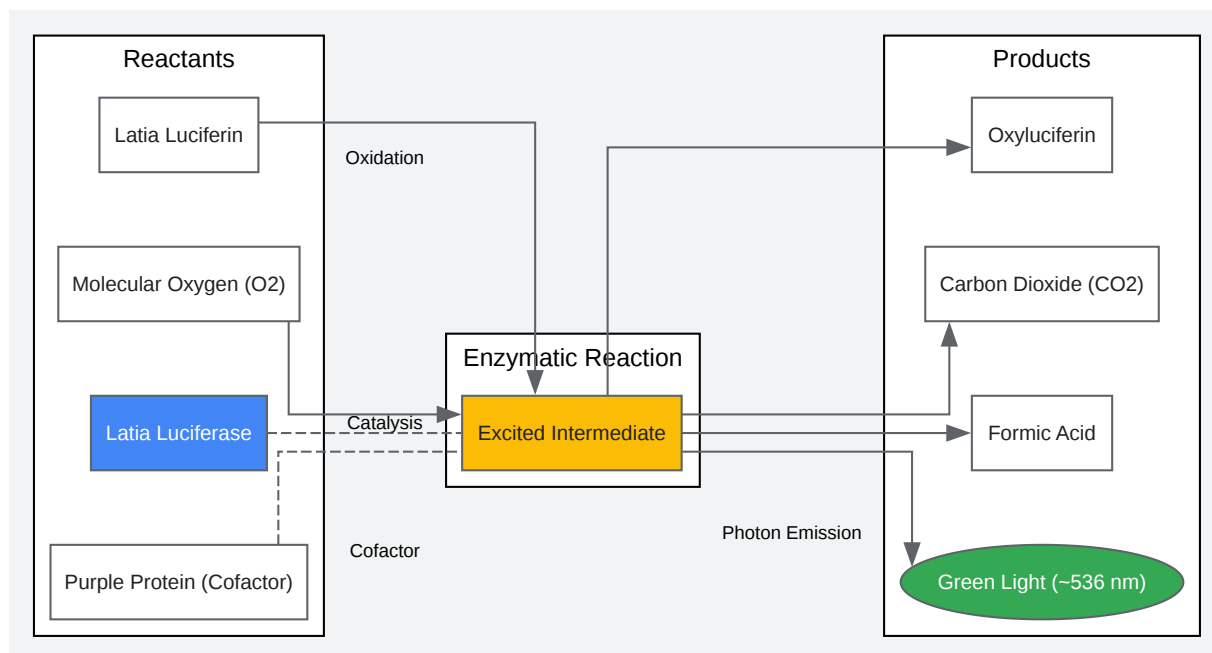 Reactants
Latia Luciferin
Oxidation
Molecular Oxygen (O2)
Latia Luciferase
Catalysis
Purple Protein (Cofactor)
Cofactor
Enzymatic Reaction
Excited Intermediate
Photon Emission
Products
Oxyluciferin
Carbon Dioxide (CO2)
Formic Acid
Green Light (~536 nm)